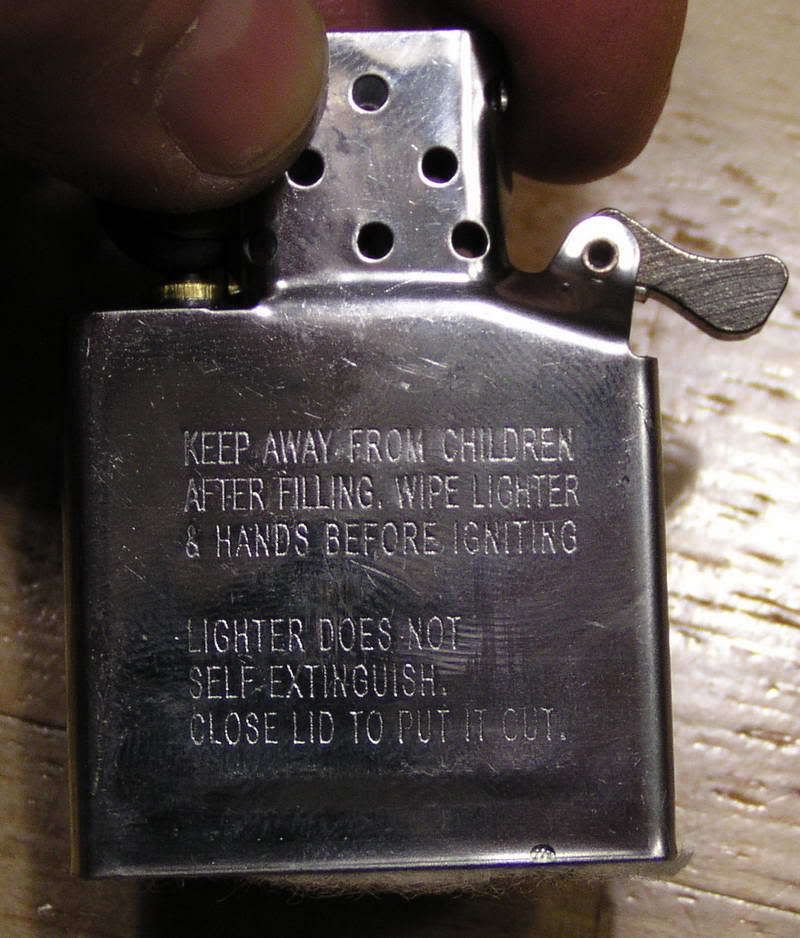 KEEP AWAY FROM CHILDREN
AFTER FILLING, WIPE LIGHTER
& HANDS BEFORE IGNITING
LIGHTER DOES NOT
SELF EXTINGUISH.
CLOSE LID TO PUT IT OUT.